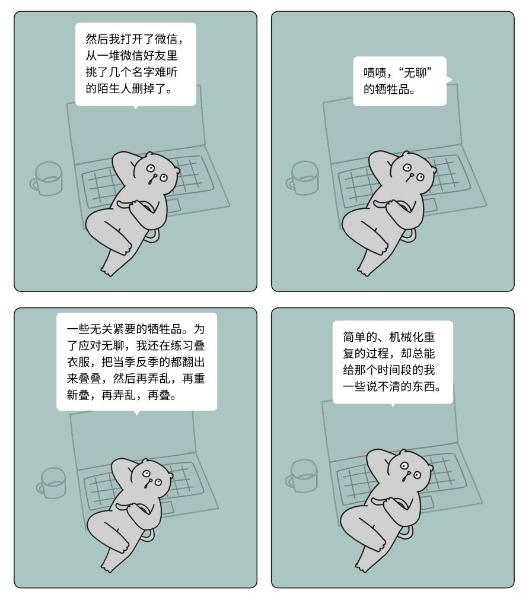 然后我打开了微信，
从一堆微信好友里
挑了几个名字难听
的陌生人删掉了。
啧啧，“无聊”
的牺牲品。
一些无关紧要的牺牲品。为
了应对无聊，我还在练习叠
衣服，把当季反季的都翻出
来叠叠，然后再弄乱，再重
新叠，再弄乱，再叠。
简单的、机械化重
复的过程，却总能
给那个时间段的我
一些说不清的东西。